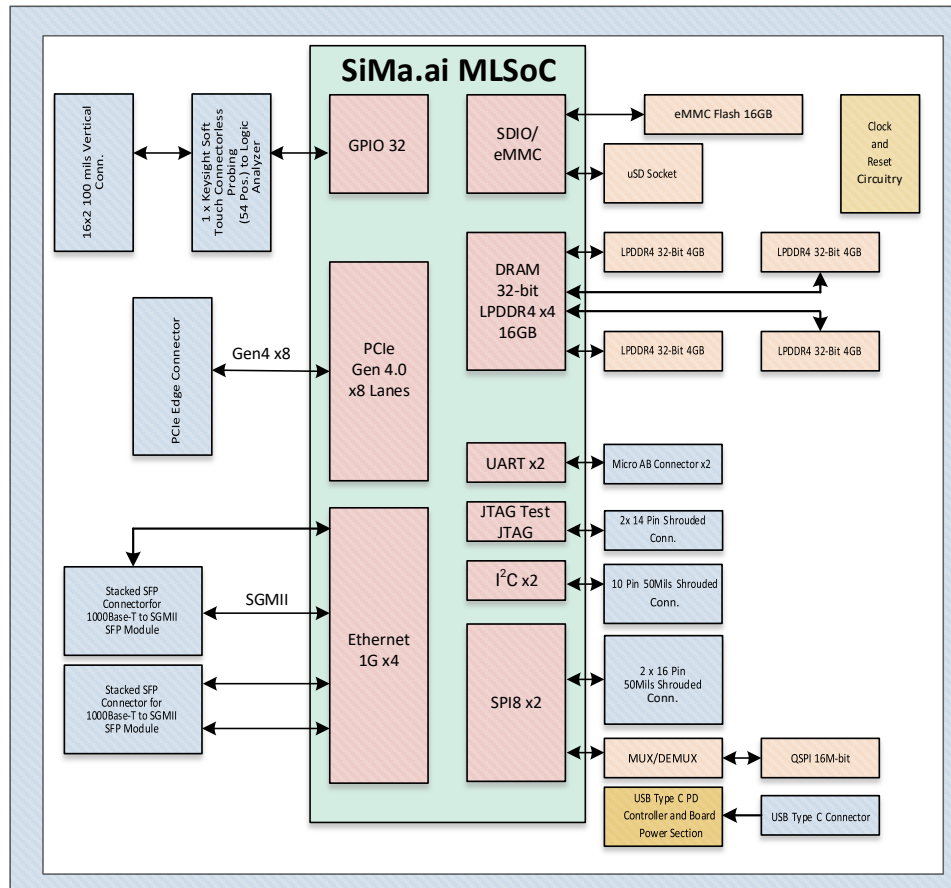 SiMa.ai MLSoC
16x2 100 mils Vertical
Conn.
1 x Keysight Soft
Touch Connectorless
Probing
(54 Pos.) to Logic
Analyzer
GPIO 32
SDIO/
eMMC
eMMC Flash 16GB
uSD Socket
Clock
and
Reset
Circuitry
PCIe Edge Connector
Gen4 x8
PCIe
Gen 4.0
x8 Lanes
DRAM
32-bit
LPDDR4 x4
16GB
LPDDR4 32-Bit 4GB
LPDDR4 32-Bit 4GB
LPDDR4 32-Bit 4GB
LPDDR4 32-Bit 4GB
UART x2
Micro AB Connector x2
JTAG Test
JTAG
2x 14 Pin Shrouded
Conn.
I²C x2
10 Pin 50Mils Shrouded
Conn.
Stacked SFP
Connectorfor
1000Base-T to SGMII
SFP Module
SGMII
Stacked SFP
Connector for
1000Base-T to SGMII
SFP Module
Ethernet
1G x4
SPI8 x2
2 x 16 Pin
50Mils Shrouded
Conn.
MUX/DEMUX
QSPI 16M-bit
USB Type C PD
Controller and Board
Power Section
USB Type C Connector